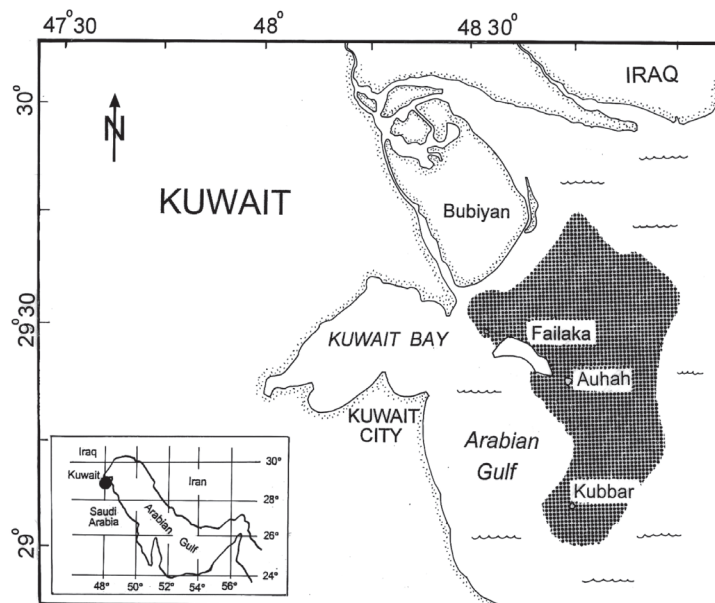 47°30
48°
48°30
30°
IRAQ
N
KUWAIT
Bubiyan
29°30
KUWAIT BAY
Failaka
Auhah
KUWAIT
CITY
Arabian
Gulf
Kubbar
29°
Iraq
30°
Kuwait
Iran
28°
Saudi
Arabia
Arabian
Gulf
26°
24°
48° 50° 52° 54° 56°